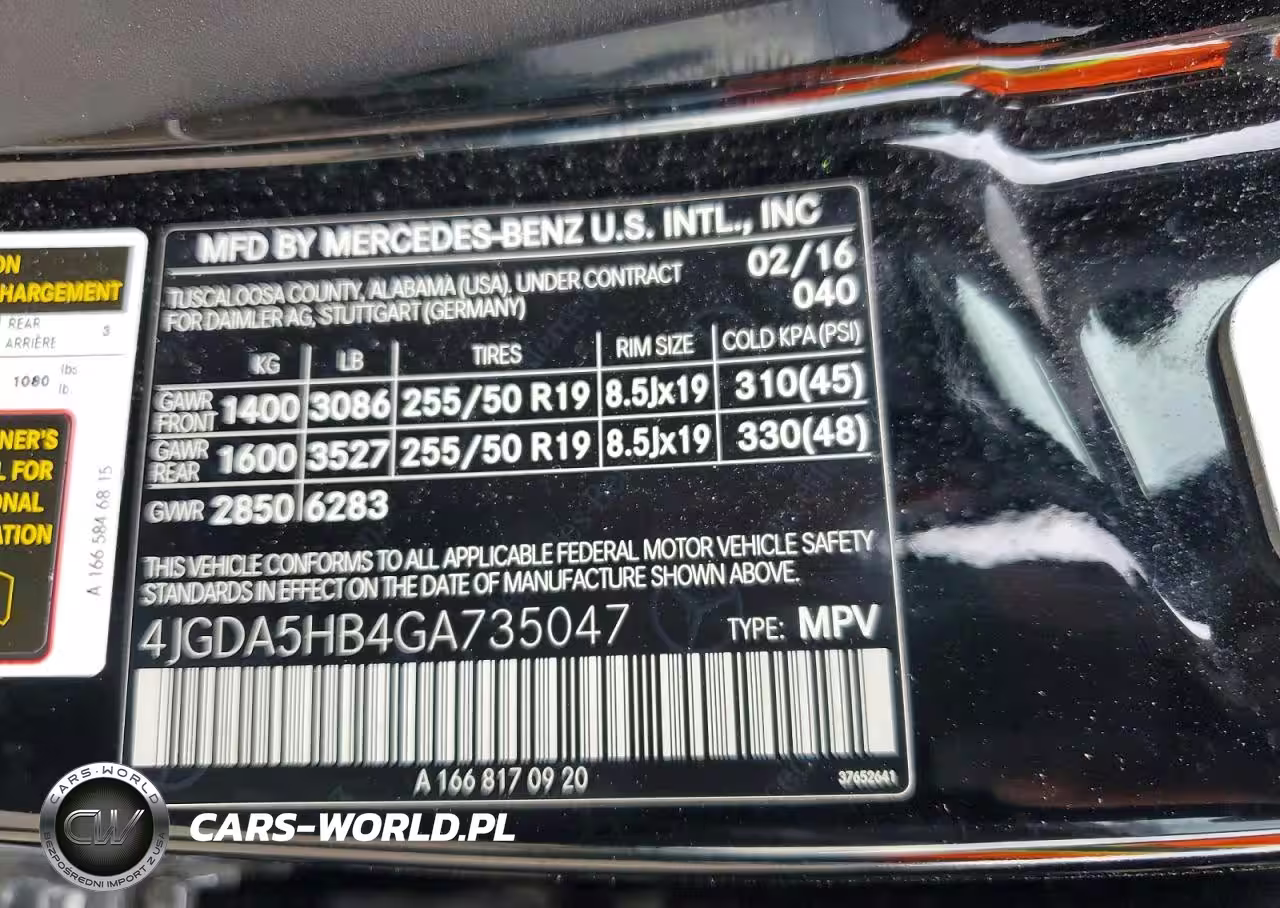 ON
HARGEMENT
REAR 3
ARRIÈRE
1080 lbs
lb
NER'S
L FOR
ONAL
ATION
A 166 584 68 15
MFD BY MERCEDES-BENZ U.S. INTL., INC
TUSCALOOSA COUNTY, ALABAMA (USA), UNDER CONTRACT 02/16
FOR DAIMLER AG, STUTTGART (GERMANY) 040
KG LB TIRES RIM SIZE COLD KPA (PSI)
GAWR FRONT 1400 3086 255/50 R19 8.5Jx19 310(45)
GAWR REAR 1600 3527 255/50 R19 8.5Jx19 330(48)
GVWR 2850 6283
THIS VEHICLE CONFORMS TO ALL APPLICABLE FEDERAL MOTOR VEHICLE SAFETY
STANDARDS IN EFFECT ON THE DATE OF MANUFACTURE SHOWN ABOVE.
4JGDA5HB4GA735047 TYPE: MPV
A 166 817 09 20 37652641
CARS-WORLD
CW
BEZPOŚREDNI IMPORT Z USA
CARS-WORLD.PL